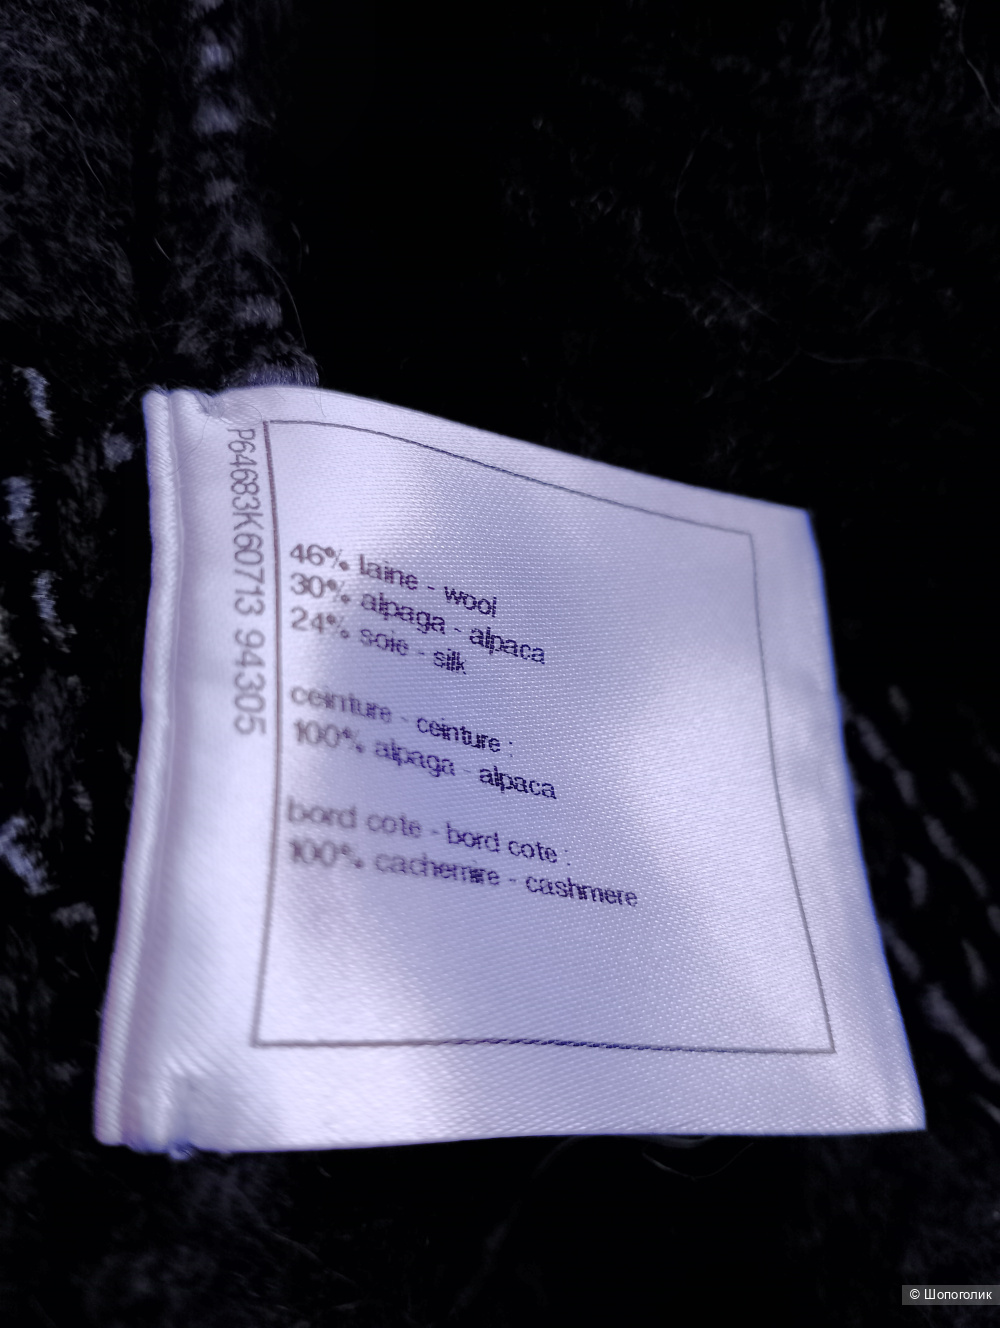 P64683K60713 94305
46% laine - wool
30% alpaga - alpaca
24% soie - silk
ceinture - ceinture :
100% alpaga - alpaca
bord cote - bord cote :
100% cachemire - cashmere
© Шопоголик